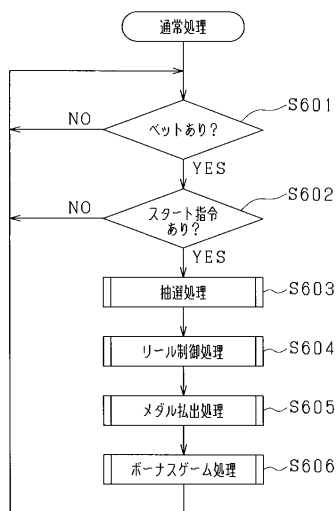 通常処理
S601
NO
ベットあり?
YES
S602
NO
スタート指令
あり?
YES
抽選処理
S603
リール制御処理
S604
メダル払出処理
S605
ボーナスゲーム処理
S606